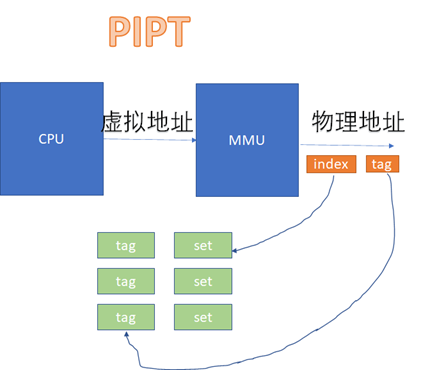 PIPT
CPU
虚拟地址
MMU
物理地址
index
tag
tag
set
tag
set
tag
set